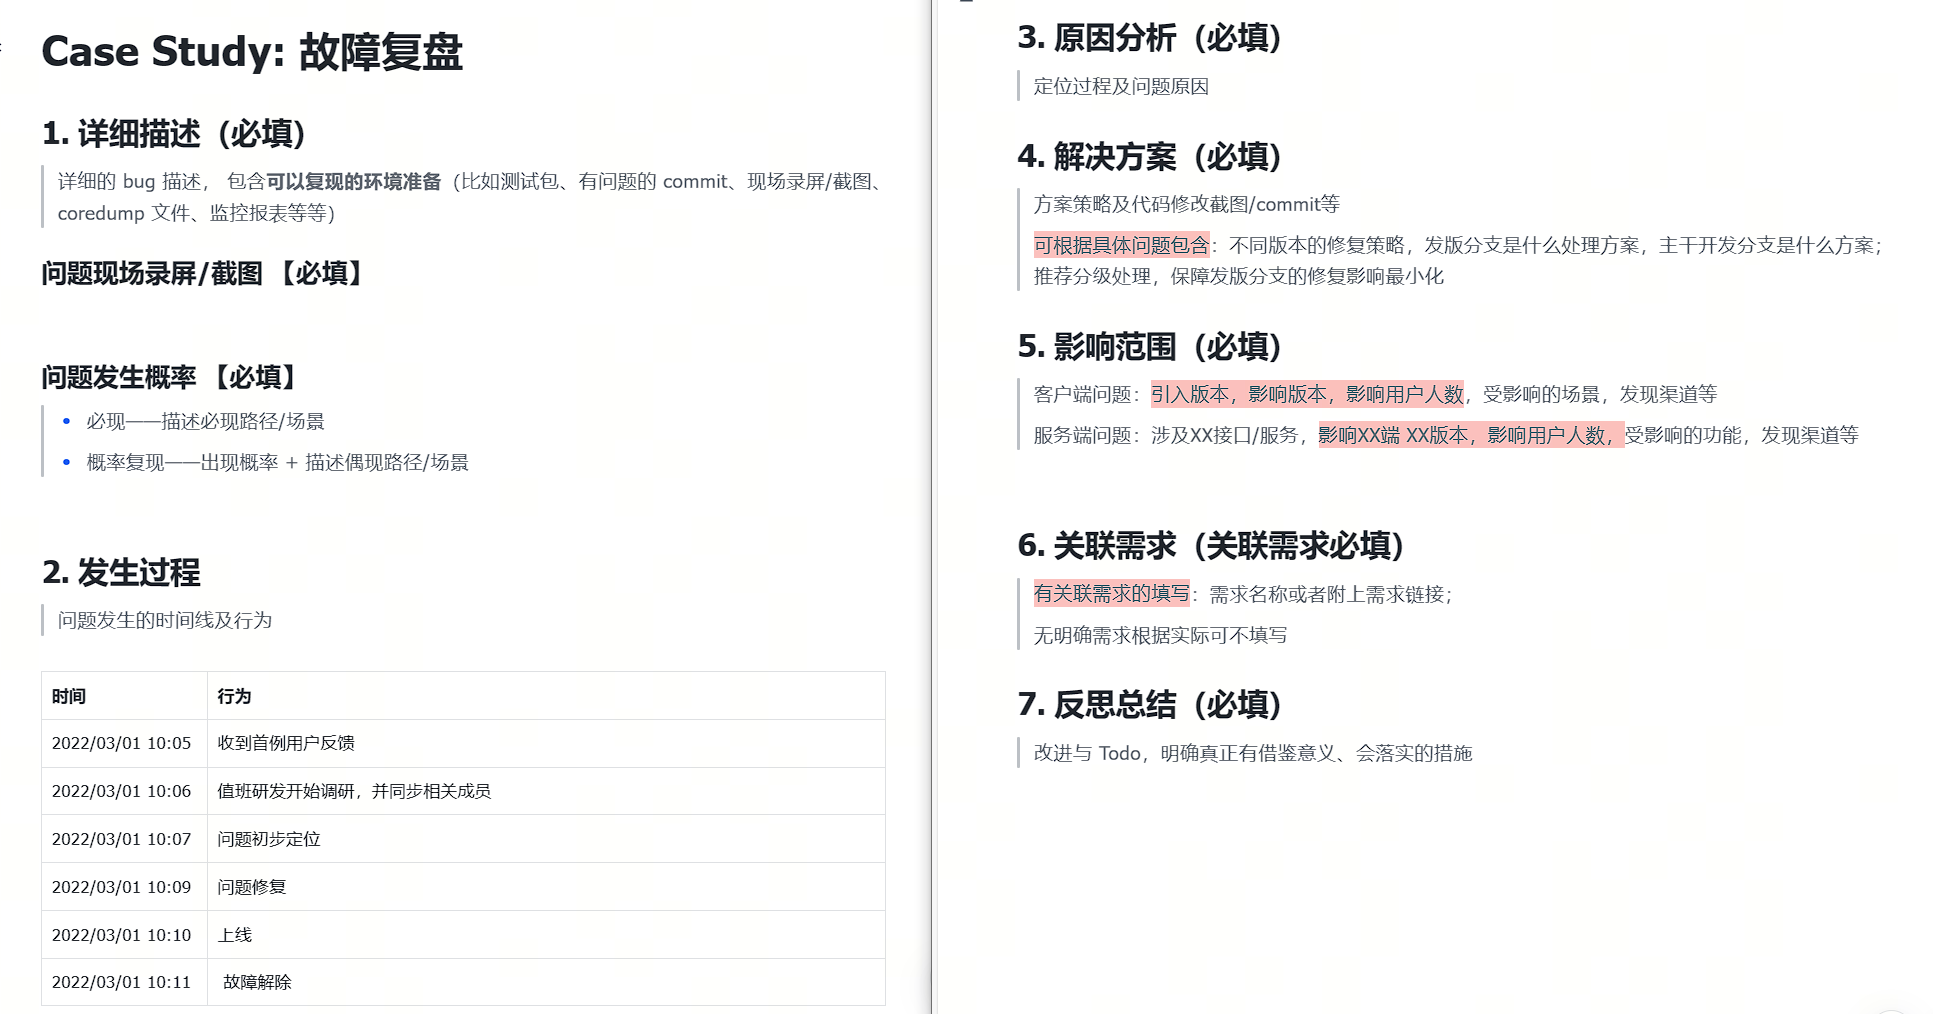 Case Study: 故障复盘
1. 详细描述（必填）
详细的 bug 描述， 包含可以复现的环境准备（比如测试包、有问题的 commit、现场录屏/截图、
coredump 文件、监控报表等等）
问题现场录屏/截图 【必填】
问题发生概率 【必填】
• 必现——描述必现路径/场景
• 概率复现——出现概率 + 描述偶现路径/场景
2. 发生过程
问题发生的时间线及行为
时间 行为
2022/03/01 10:05 收到首例用户反馈
2022/03/01 10:06 值班研发开始调研，并同步相关成员
2022/03/01 10:07 问题初步定位
2022/03/01 10:09 问题修复
2022/03/01 10:10 上线
2022/03/01 10:11 故障解除
3. 原因分析（必填）
定位过程及问题原因
4. 解决方案（必填）
方案策略及代码修改截图/commit等
可根据具体问题包含：不同版本的修复策略，发版分支是什么处理方案，主干开发分支是什么方案；
推荐分级处理，保障发版分支的修复影响最小化
5. 影响范围（必填）
客户端问题：引入版本，影响版本，影响用户人数，受影响的场景，发现渠道等
服务端问题：涉及XX接口/服务，影响XX端 XX版本，影响用户人数，受影响的功能，发现渠道等
6. 关联需求（关联需求必填）
有关联需求的填写：需求名称或者附上需求链接；
无明确需求根据实际可不填写
7. 反思总结（必填）
改进与 Todo，明确真正有借鉴意义、会落实的措施